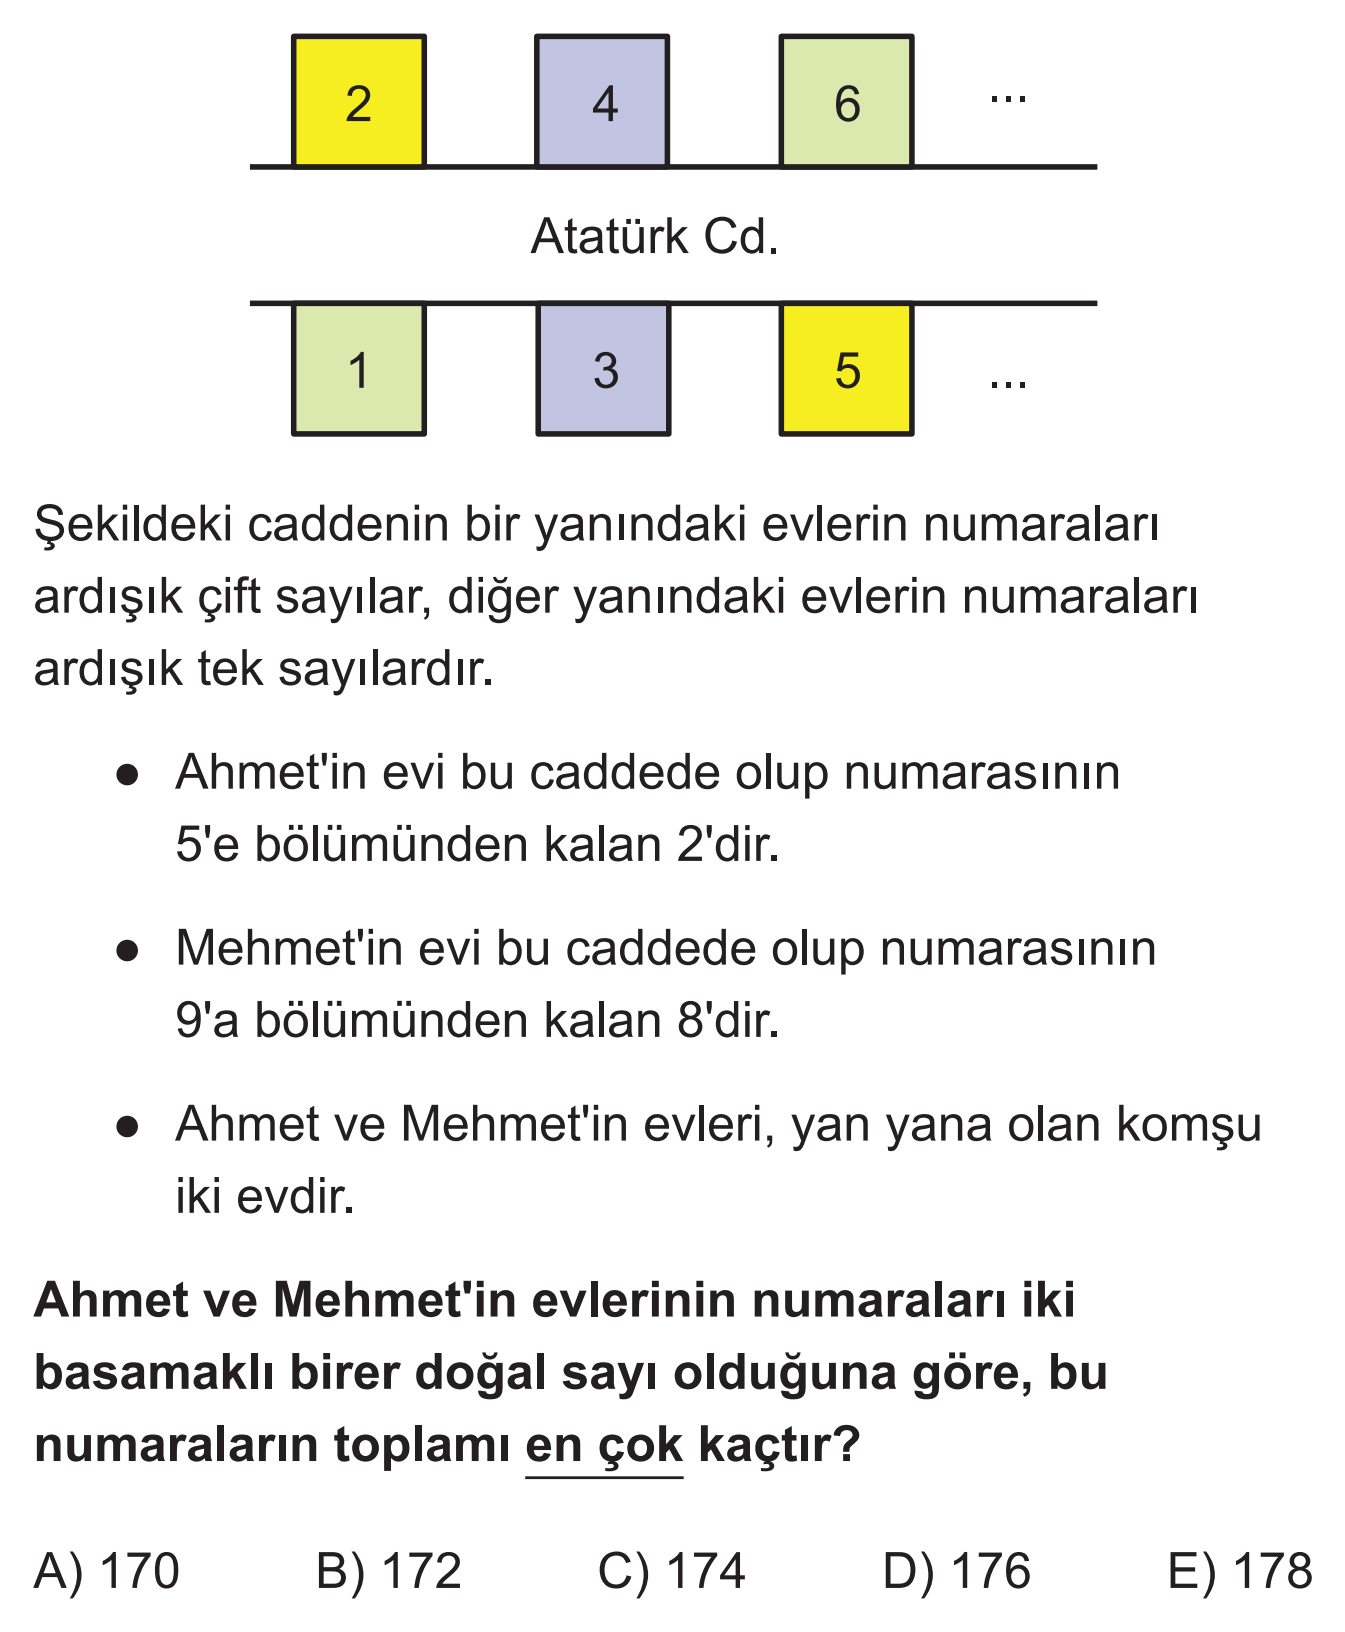 2 4 6 ...
Atatürk Cd.
1 3 5 ...
Şekildeki caddenin bir yanındaki evlerin numaraları
ardışık çift sayılar, diğer yanındaki evlerin numaraları
ardışık tek sayılardır.
● Ahmet'in evi bu caddede olup numarasının
5'e bölümünden kalan 2'dir.
● Mehmet'in evi bu caddede olup numarasının
9'a bölümünden kalan 8'dir.
● Ahmet ve Mehmet'in evleri, yan yana olan komşu
iki evdir.
Ahmet ve Mehmet'in evlerinin numaraları iki
basamaklı birer doğal sayı olduğuna göre, bu
numaraların toplamı en çok kaçtır?
A) 170 B) 172 C) 174 D) 176 E) 178